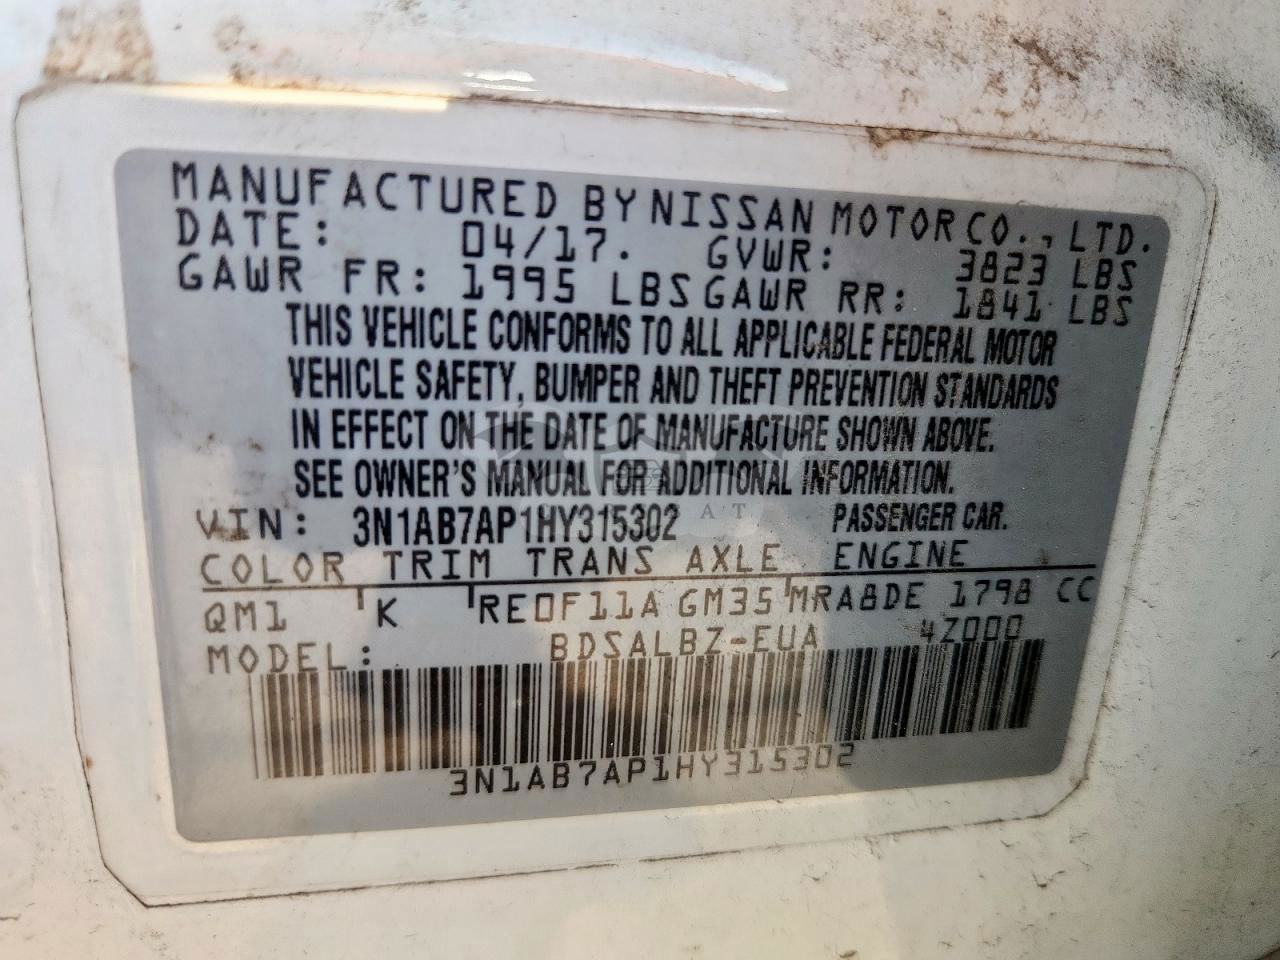 MANUFACTURED BY NISSAN MOTOR CO., LTD.
DATE: 04/17. GVWR: 3823 LBS
GAWR FR: 1995 LBS GAWR RR: 1841 LBS
THIS VEHICLE CONFORMS TO ALL APPLICABLE FEDERAL MOTOR
VEHICLE SAFETY, BUMPER AND THEFT PREVENTION STANDARDS
IN EFFECT ON THE DATE OF MANUFACTURE SHOWN ABOVE.
SEE OWNER'S MANUAL FOR ADDITIONAL INFORMATION.
VIN: 3N1AB7AP1HY315302 PASSENGER CAR.
COLOR TRIM TRANS AXLE ENGINE
QM1 K RE0F11A GM35 MRA8DE 1798 CC
MODEL: BDSALBZ-EUA 4Z000
3N1AB7AP1HY315302